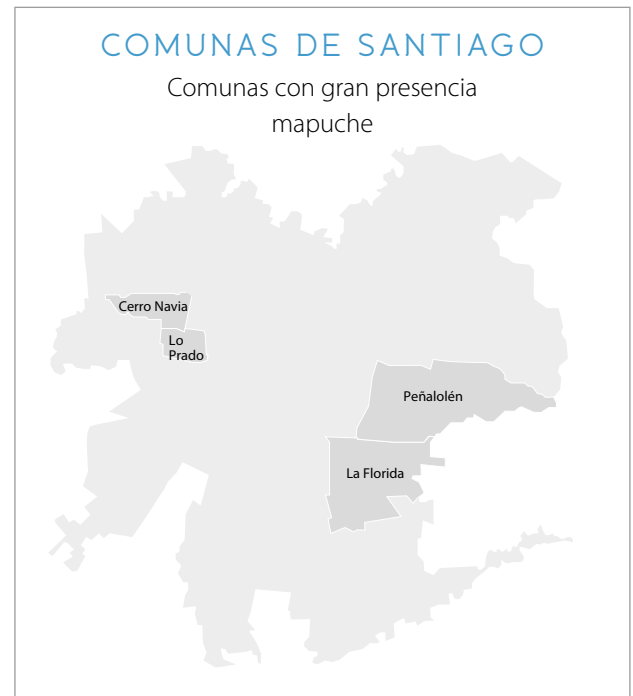 COMUNAS DE SANTIAGO
Comunas con gran presencia
mapuche
Cerro Navia
Lo
Prado
Peñalolén
La Florida